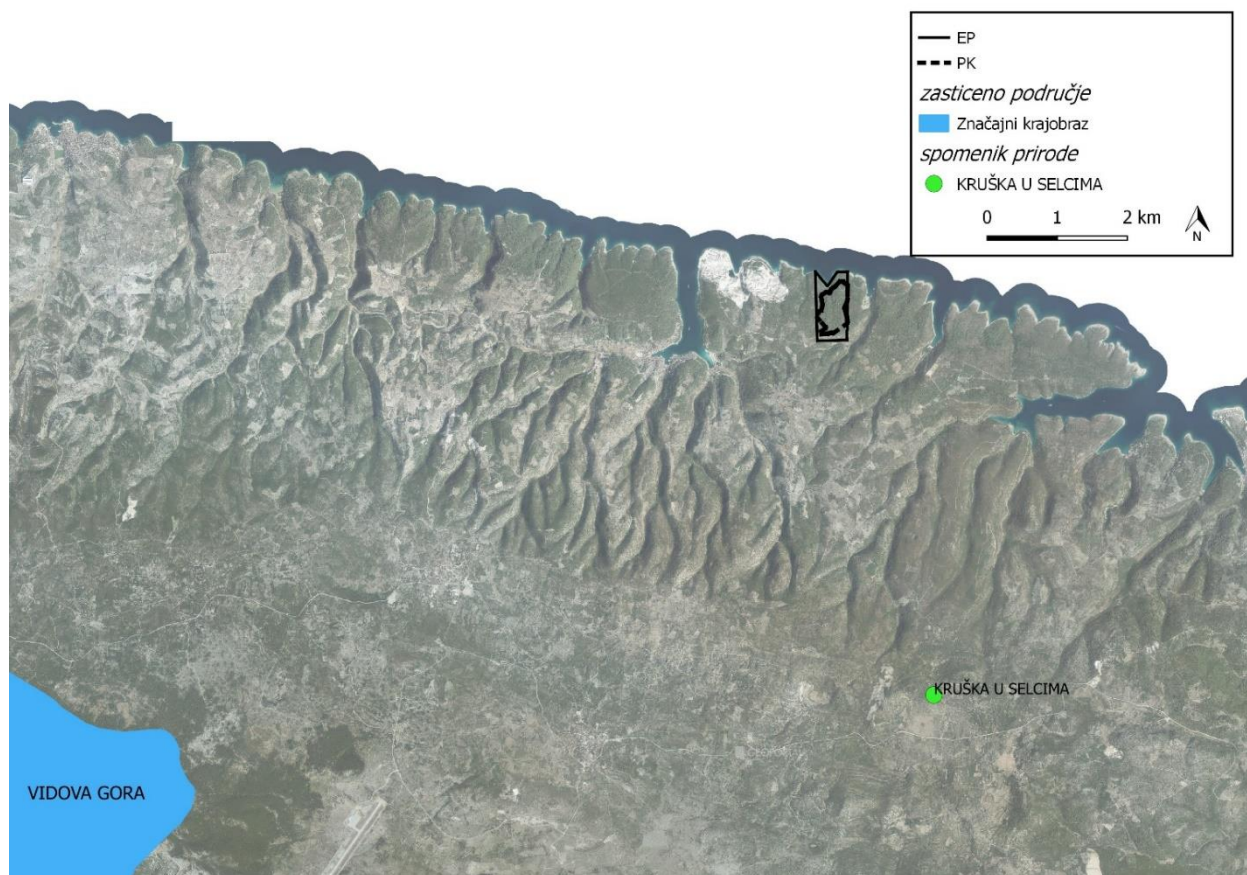 EP
PK
zasticeno područje
Značajni krajobraz
spomenik prirode
KRUŠKA U SELCIMA
0 1 2 km
N
KRUŠKA U SELCIMA
VIDOVA GORA